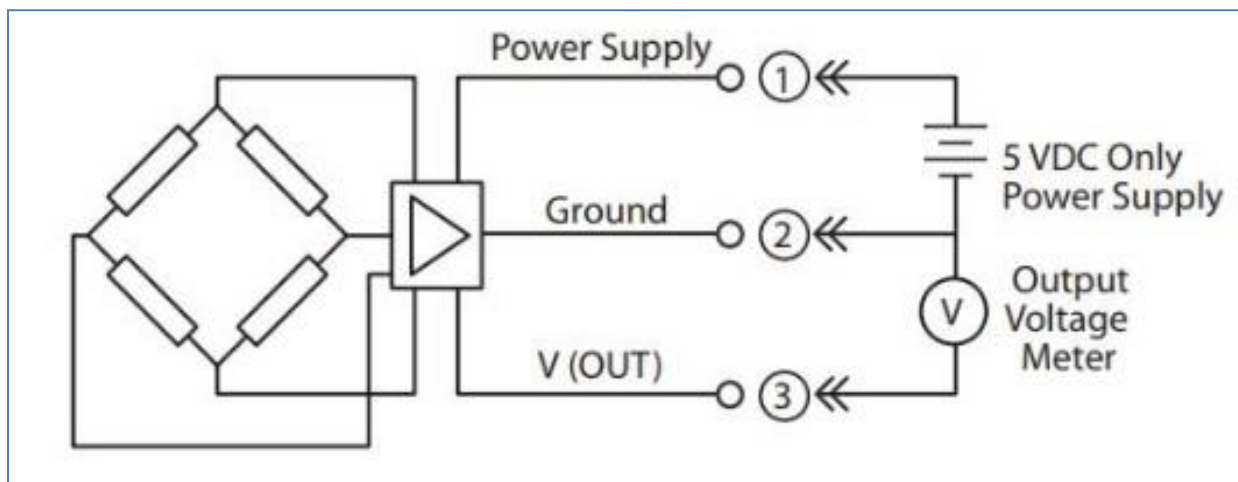 Power Supply
1
5 VDC Only
Power Supply
Ground
2
Output
Voltage
Meter
V
V (OUT)
3